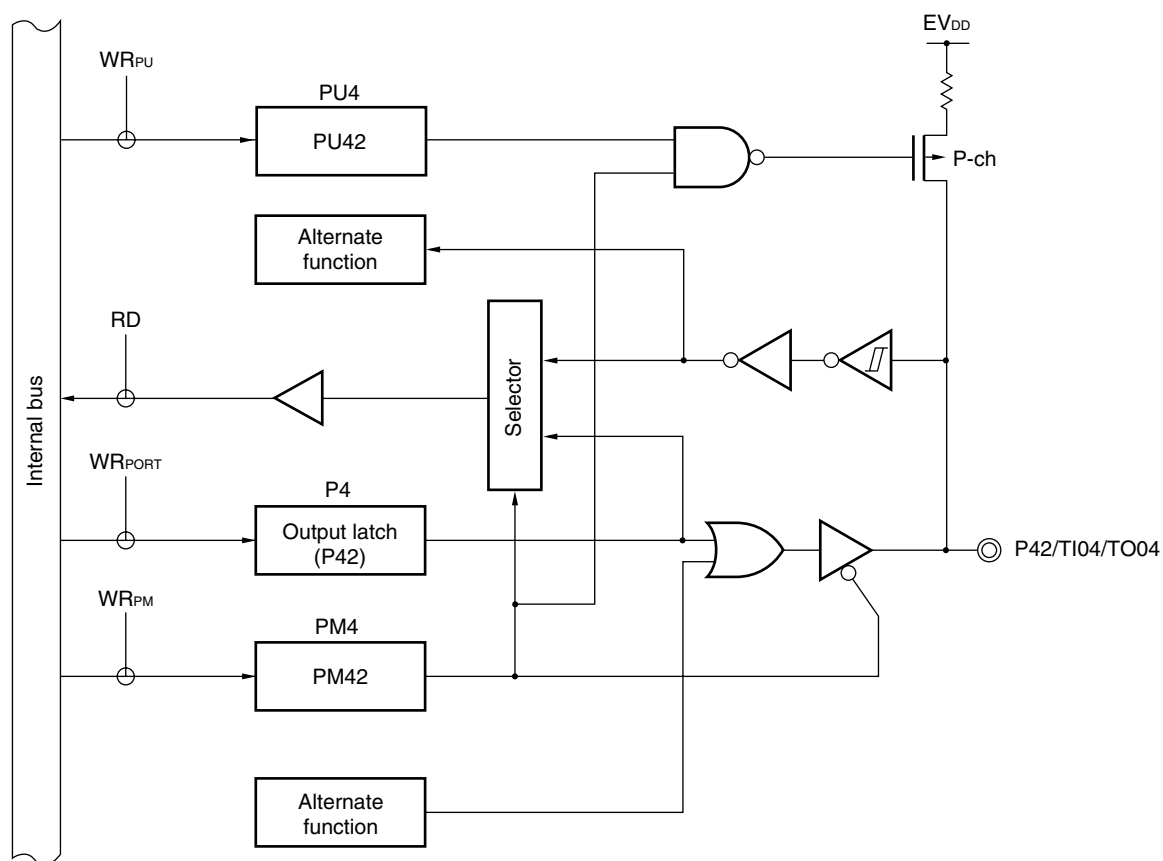 EVDD
WRPU
PU4
PU42
P-ch
Alternate
function
RD
Selector
Internal bus
WRPORT
P4
Output latch
(P42)
P42/TI04/TO04
WRPM
PM4
PM42
Alternate
function